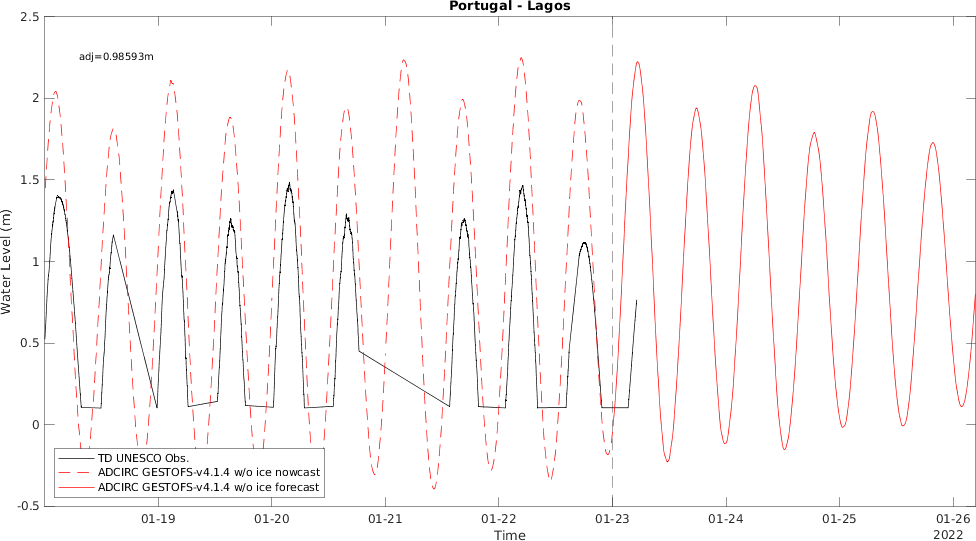 Portugal - Lagos
2.5
adj=0.98593m
2
1.5
1
0.5
0
-0.5
Water Level (m)
TD UNESCO Obs.
ADCIRC GESTOFS-v4.1.4 w/o ice nowcast
ADCIRC GESTOFS-v4.1.4 w/o ice forecast
01-19 01-20 01-21 01-22 01-23 01-24 01-25 01-26
Time
2022